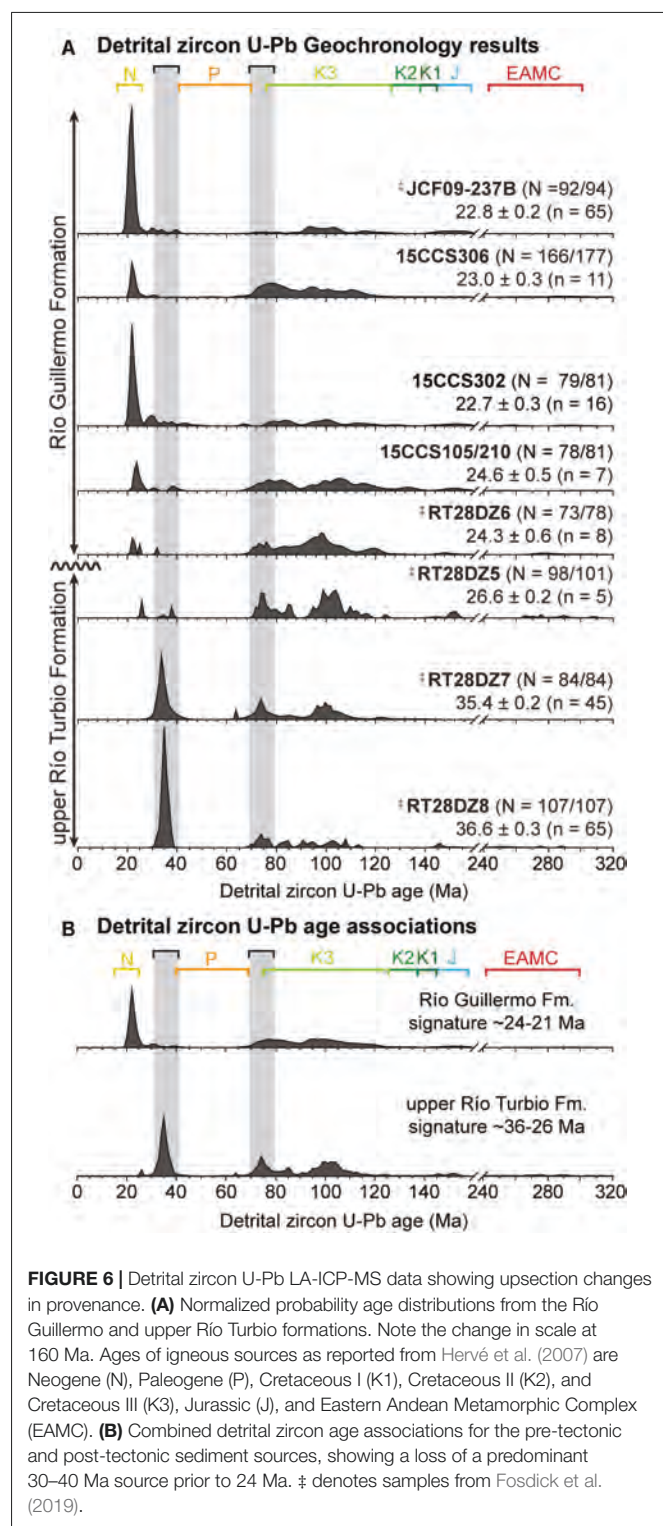 A Detrital zircon U-Pb Geochronology results
N P K3 K2 K1 J EAMC
Río Guillermo Formation
upper Río Turbio Formation
‡JCF09-237B (N =92/94)
22.8 ± 0.2 (n = 65)
15CCS306 (N = 166/177)
23.0 ± 0.3 (n = 11)
15CCS302 (N = 79/81)
22.7 ± 0.3 (n = 16)
15CCS105/210 (N = 78/81)
24.6 ± 0.5 (n = 7)
‡RT28DZ6 (N = 73/78)
24.3 ± 0.6 (n = 8)
‡RT28DZ5 (N = 98/101)
26.6 ± 0.2 (n = 5)
‡RT28DZ7 (N = 84/84)
35.4 ± 0.2 (n = 45)
‡RT28DZ8 (N = 107/107)
36.6 ± 0.3 (n = 65)
0 20 40 60 80 100 120 140 240 260 280 300 320
Detrital zircon U-Pb age (Ma)
B Detrital zircon U-Pb age associations
N P K3 K2 K1 J EAMC
Río Guillermo Fm.
signature ~24-21 Ma
upper Río Turbio Fm.
signature ~36-26 Ma
0 20 40 60 80 100 120 140 240 260 280 300 320
Detrital zircon U-Pb age (Ma)
FIGURE 6 | Detrital zircon U-Pb LA-ICP-MS data showing upsection changes
in provenance. (A) Normalized probability age distributions from the Río
Guillermo and upper Río Turbio formations. Note the change in scale at
160 Ma. Ages of igneous sources as reported from Hervé et al. (2007) are
Neogene (N), Paleogene (P), Cretaceous I (K1), Cretaceous II (K2), and
Cretaceous III (K3), Jurassic (J), and Eastern Andean Metamorphic Complex
(EAMC). (B) Combined detrital zircon age associations for the pre-tectonic
and post-tectonic sediment sources, showing a loss of a predominant
30–40 Ma source prior to 24 Ma. ‡ denotes samples from Fosdick et al.
(2019).